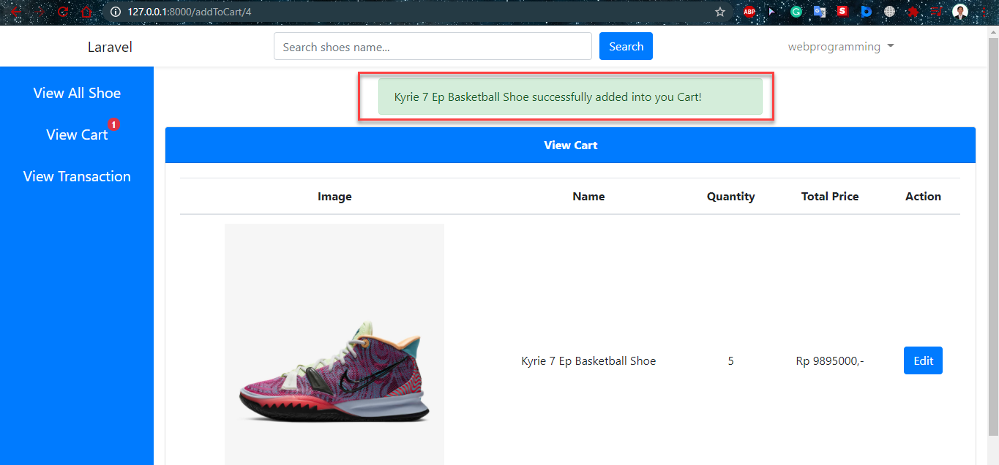 127.0.0.1:8000/addToCart/4
ABP
G
S
Laravel
Search shoes name...
Search
webprogramming
View All Shoe
View Cart
1
View Transaction
Kyrie 7 Ep Basketball Shoe successfully added into you Cart!
View Cart
Image Name Quantity Total Price Action
Kyrie 7 Ep Basketball Shoe 5 Rp 9895000,- Edit